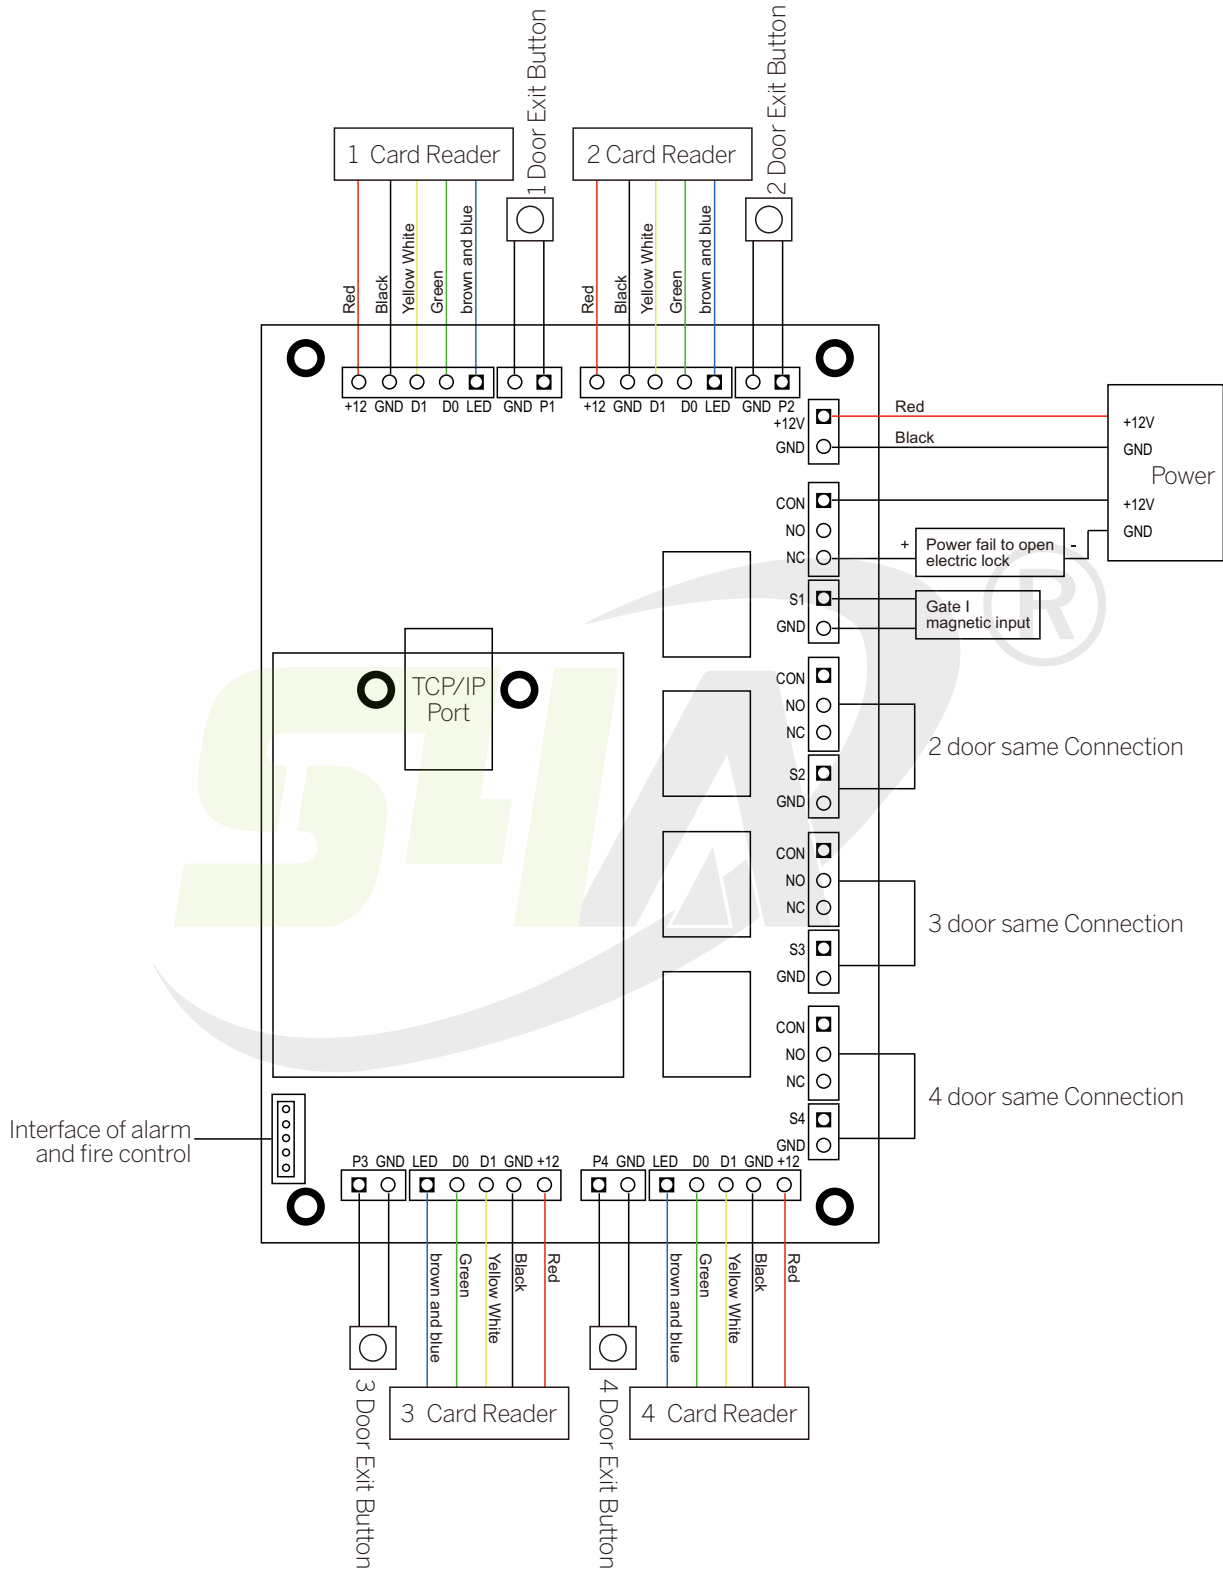 1 Door Exit Button
2 Door Exit Button
1 Card Reader
2 Card Reader
Red
Black
Yellow White
Green
brown and blue
Red
Black
Yellow White
Green
brown and blue
+12 GND D1 D0 LED GND P1
+12 GND D1 D0 LED GND P2
+12V
GND
Red
Black
+12V
GND
Power
+12V
GND
CON
NO
NC
+ Power fail to open -
electric lock
S1
GND
Gate I
magnetic input
®
S4A
TCP/IP
Port
CON
NO
NC
S2
GND
2 door same Connection
CON
NO
NC
S3
GND
3 door same Connection
CON
NO
NC
S4
GND
4 door same Connection
Interface of alarm
and fire control
P3 GND LED D0 D1 GND +12
P4 GND LED D0 D1 GND +12
brown and blue
Green
Yellow White
Black
Red
brown and blue
Green
Yellow White
Black
Red
3 Door Exit Button
3 Card Reader
4 Door Exit Button
4 Card Reader